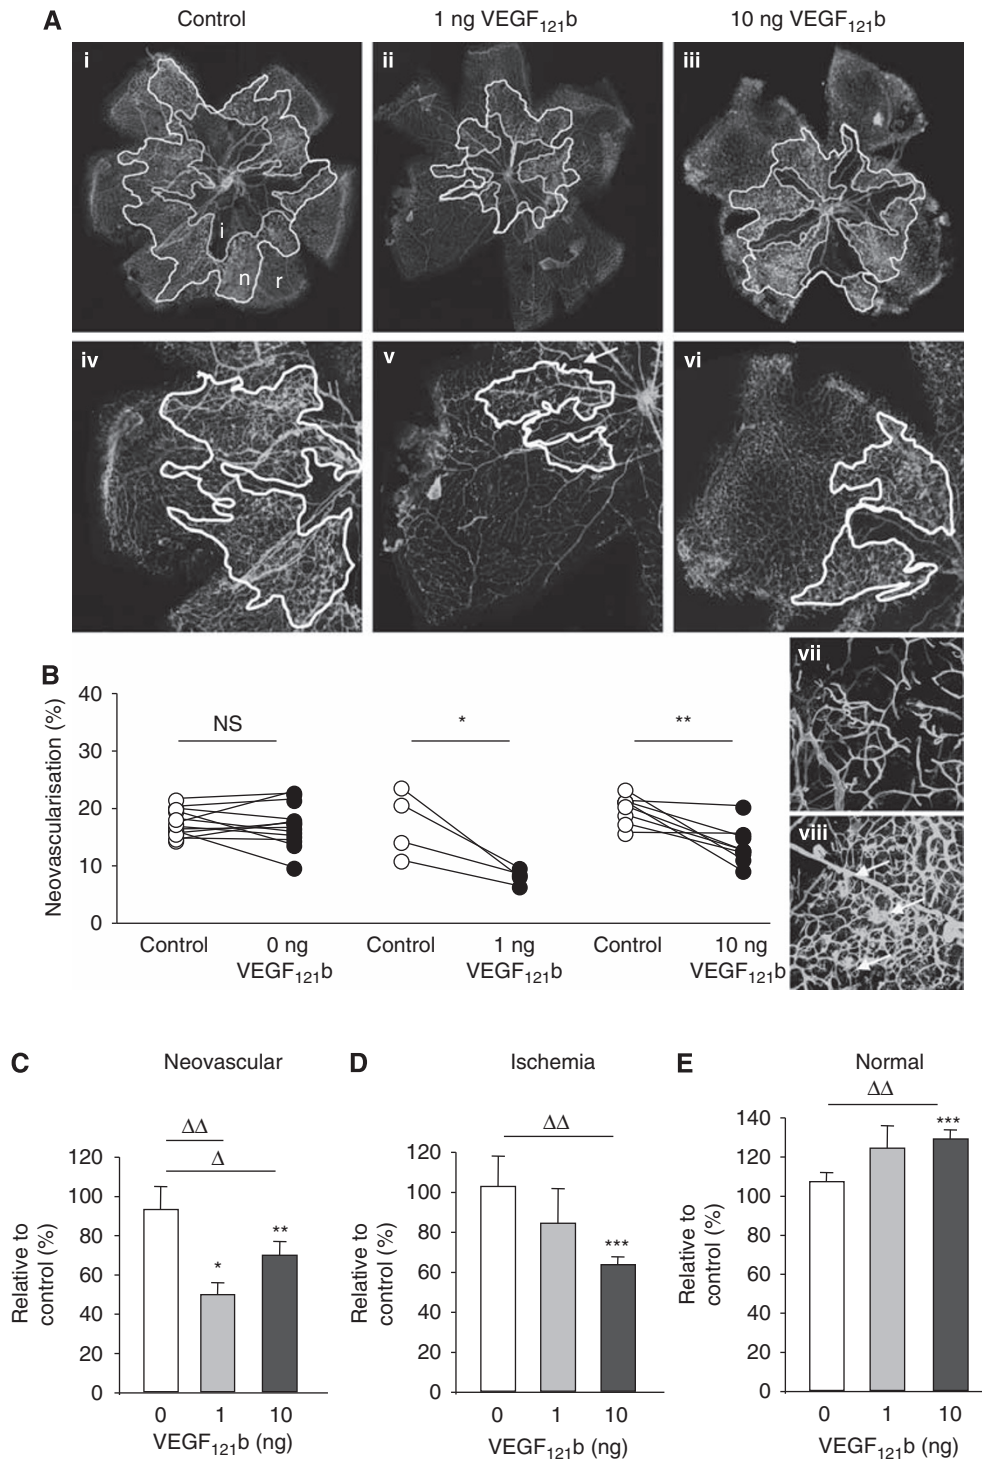 A
Control
1 ng VEGF₁₂₁b
10 ng VEGF₁₂₁b
i
ii
iii
i
n
r
iv
v
vi
B
Neovascularisation (%)
40
30
20
10
0
NS
*
**
Control
0 ng
VEGF₁₂₁b
Control
1 ng
VEGF₁₂₁b
Control
10 ng
VEGF₁₂₁b
vii
viii
C
Neovascular
Relative to
control (%)
120
100
80
60
40
20
0
ΔΔ
Δ
*
**
0 1 10
VEGF₁₂₁b (ng)
D
Ischemia
Relative to
control (%)
120
100
80
60
40
20
0
ΔΔ
***
0 1 10
VEGF₁₂₁b (ng)
E
Normal
Relative to
control (%)
140
120
100
80
60
40
20
0
ΔΔ
***
0 1 10
VEGF₁₂₁b (ng)